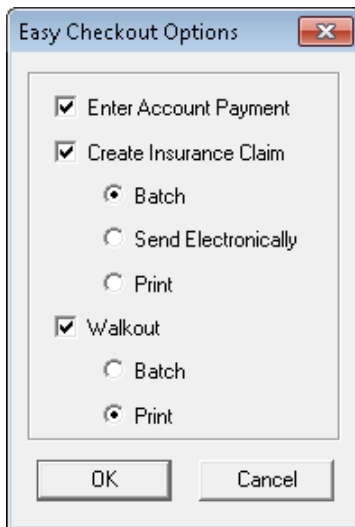 Easy Checkout Options
Enter Account Payment
Create Insurance Claim
Batch
Send Electronically
Print
Walkout
Batch
Print
OK
Cancel